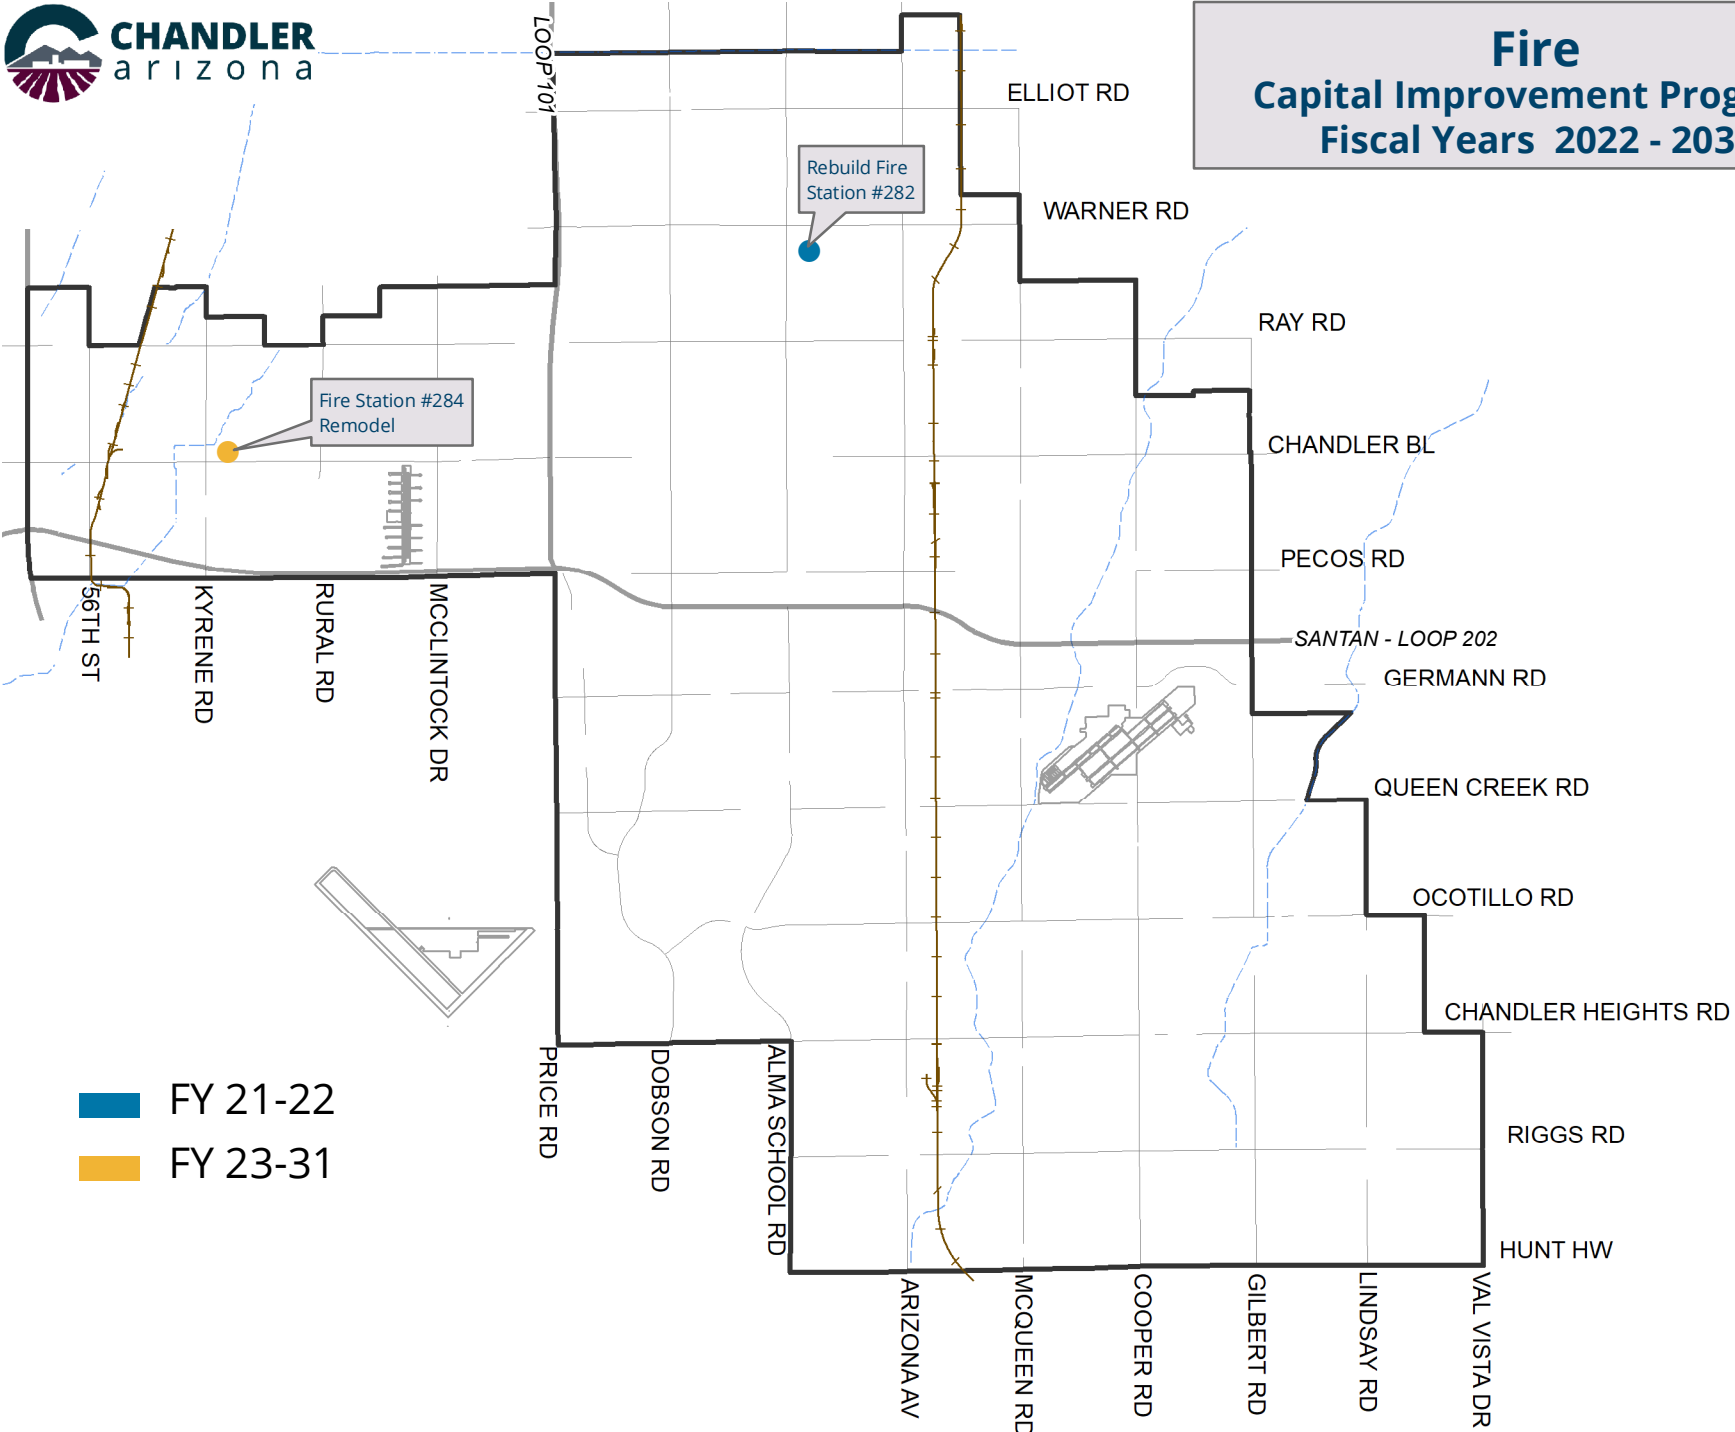 CHANDLER
arizona
Fire
Capital Improvement Prog
Fiscal Years 2022 - 203
LOOP 101
ELLIOT RD
Rebuild Fire
Station #282
WARNER RD
RAY RD
Fire Station #284
Remodel
CHANDLER BL
PECOS RD
SANTAN - LOOP 202
GERMANN RD
56TH ST
KYRENE RD
RURAL RD
MCCLINTOCK DR
QUEEN CREEK RD
OCOTILLO RD
CHANDLER HEIGHTS RD
PRICE RD
DOBSON RD
ALMA SCHOOL RD
FY 21-22
FY 23-31
RIGGS RD
HUNT HW
ARIZONA AV
MCQUEEN RD
COOPER RD
GILBERT RD
LINDSAY RD
VAL VISTA DR